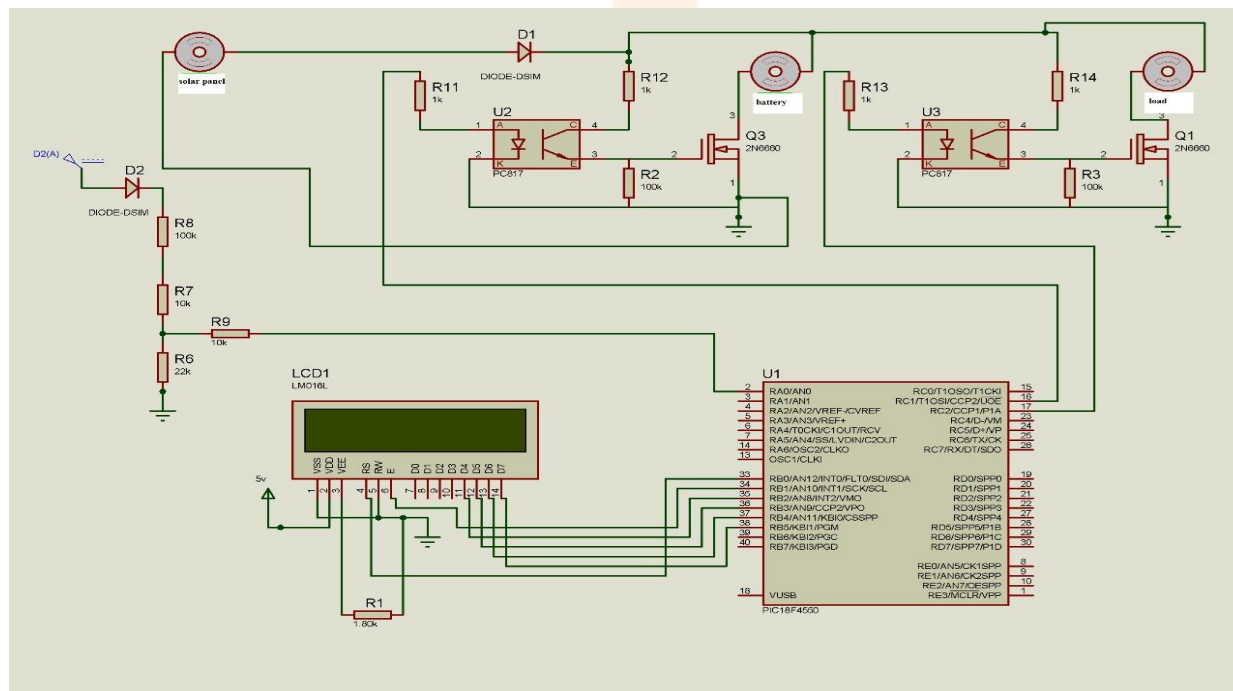 solar panel
D1
DIODE-DSIM
R11
1k
R12
1k
battery
R13
1k
R14
1k
load
U2
A
C
K
E
1
2
4
3
PC817
3
Q3
2N6660
2
1
R2
100k
U3
A
C
K
E
1
2
4
3
PC817
3
Q1
2N6660
2
1
R3
100k
D2(A)
D2
DIODE-DSIM
R8
100k
R7
10k
R9
10k
R6
22k
LCD1
LM016L
VSS
VDD
VEE
RS
RW
E
D0
D1
D2
D3
D4
D5
D6
D7
1
2
3
4
5
6
7
8
9
10
11
12
13
14
5v
R1
1.80k
U1
2 RA0/AN0
3 RA1/AN1
4 RA2/AN2/VREF-/CVREF
5 RA3/AN3/VREF+
6 RA4/T0CKI/C1OUT/RCV
7 RA5/AN4/SS/LVDIN/C2OUT
14 RA6/OSC2/CLKO
13 OSC1/CLKI
33 RB0/AN12/INT0/FLT0/SDI/SDA
34 RB1/AN10/INT1/SCK/SCL
35 RB2/AN8/INT2/VMO
36 RB3/AN9/CCP2/VPO
37 RB4/AN11/KBI0/CSSPP
38 RB5/KBI1/PGM
39 RB6/KBI2/PGC
40 RB7/KBI3/PGD
18 VUSB
RC0/T1OSO/T1CKI 15
RC1/T1OSI/CCP2/UOE 16
RC2/CCP1/P1A 17
RC4/D-/VM 23
RC5/D+/VP 24
RC6/TX/CK 25
RC7/RX/DT/SDO 26
RD0/SPP0 19
RD1/SPP1 20
RD2/SPP2 21
RD3/SPP3 22
RD4/SPP4 27
RD5/SPP5/P1B 28
RD6/SPP6/P1C 29
RD7/SPP7/P1D 30
RE0/AN5/CK1SPP 8
RE1/AN6/CK2SPP 9
RE2/AN7/OESPP 10
RE3/MCLR/VPP 1
PIC18F4550